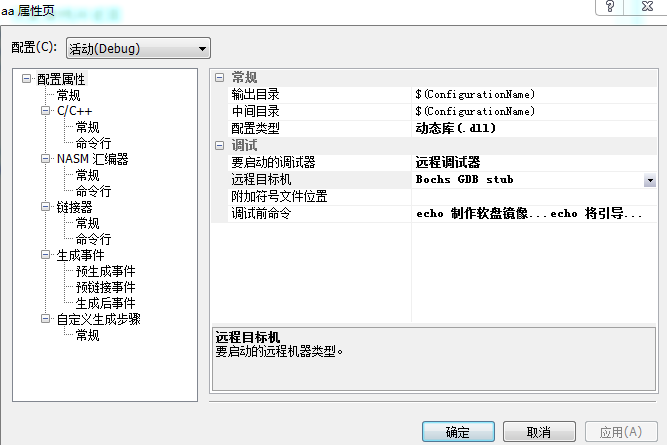 aa 属性页
配置(C): 活动(Debug)
配置属性
常规
C/C++
常规
命令行
NASM 汇编器
常规
命令行
链接器
常规
命令行
生成事件
预生成事件
预链接事件
生成后事件
自定义生成步骤
常规
常规
输出目录 $(ConfigurationName)
中间目录 $(ConfigurationName)
配置类型 动态库(.dll)
调试
要启动的调试器 远程调试器
远程目标机 Bochs GDB stub
附加符号文件位置
调试前命令 echo 制作软盘镜像...echo 将引导...
远程目标机
要启动的远程机器类型。
确定 取消 应用(A)